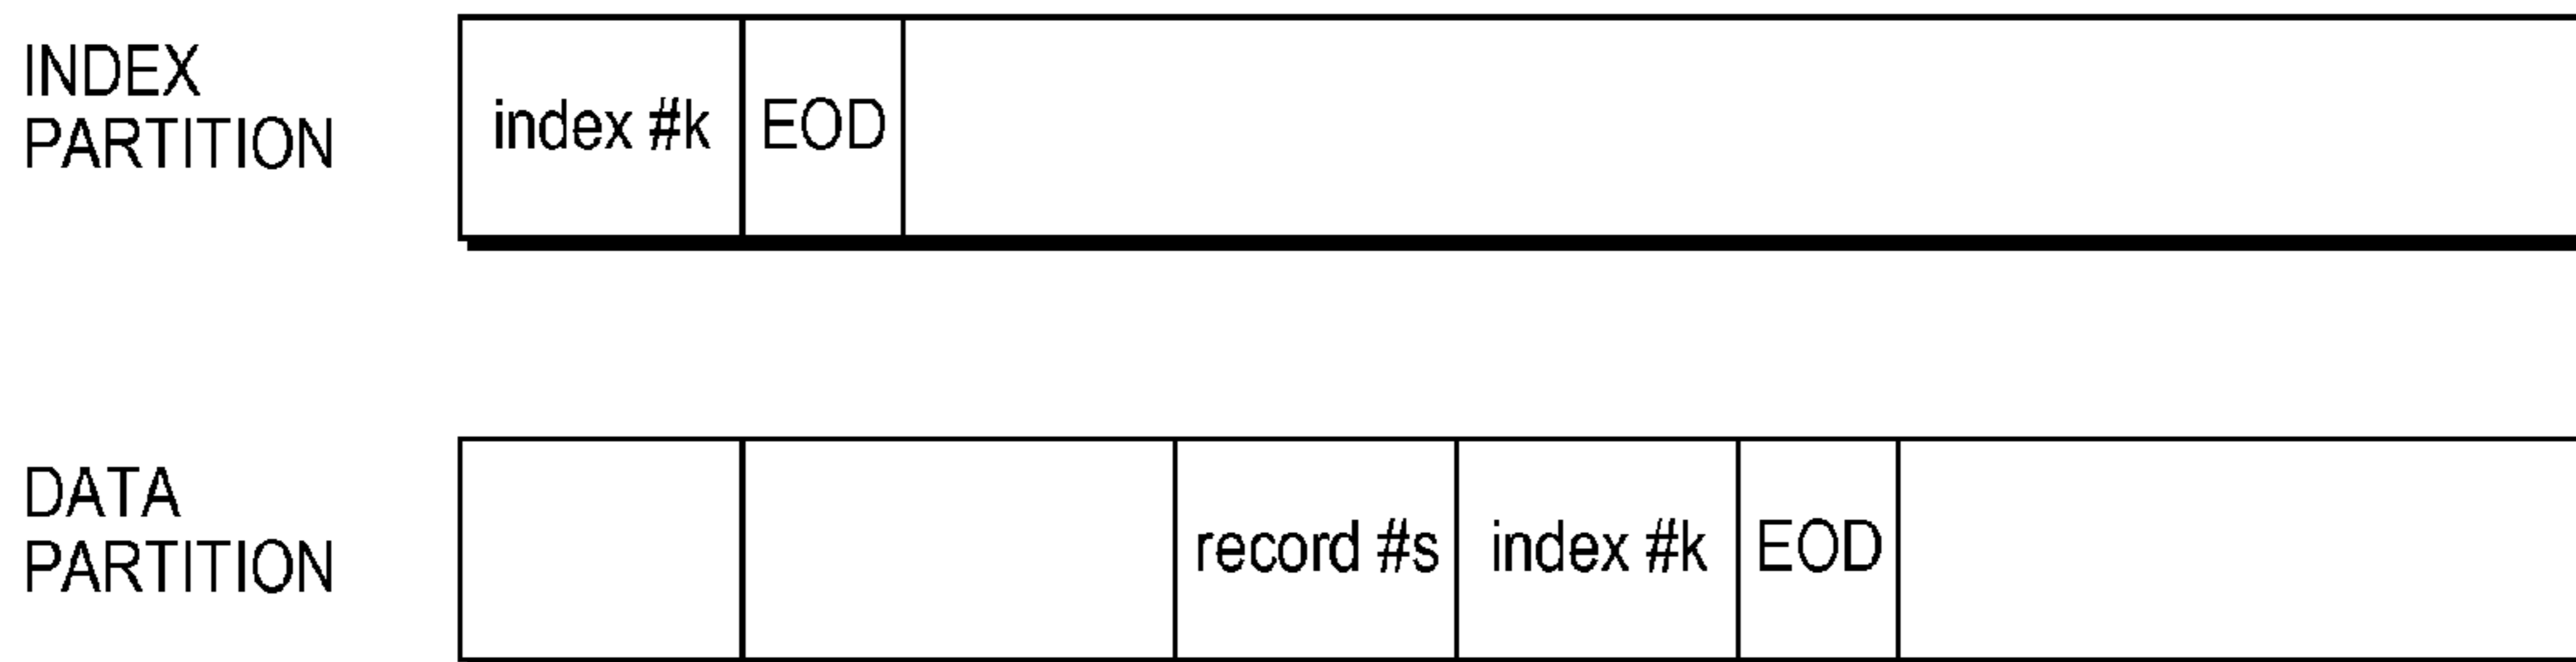 INDEX
PARTITION
index #k
EOD
DATA
PARTITION
record #s
index #k
EOD